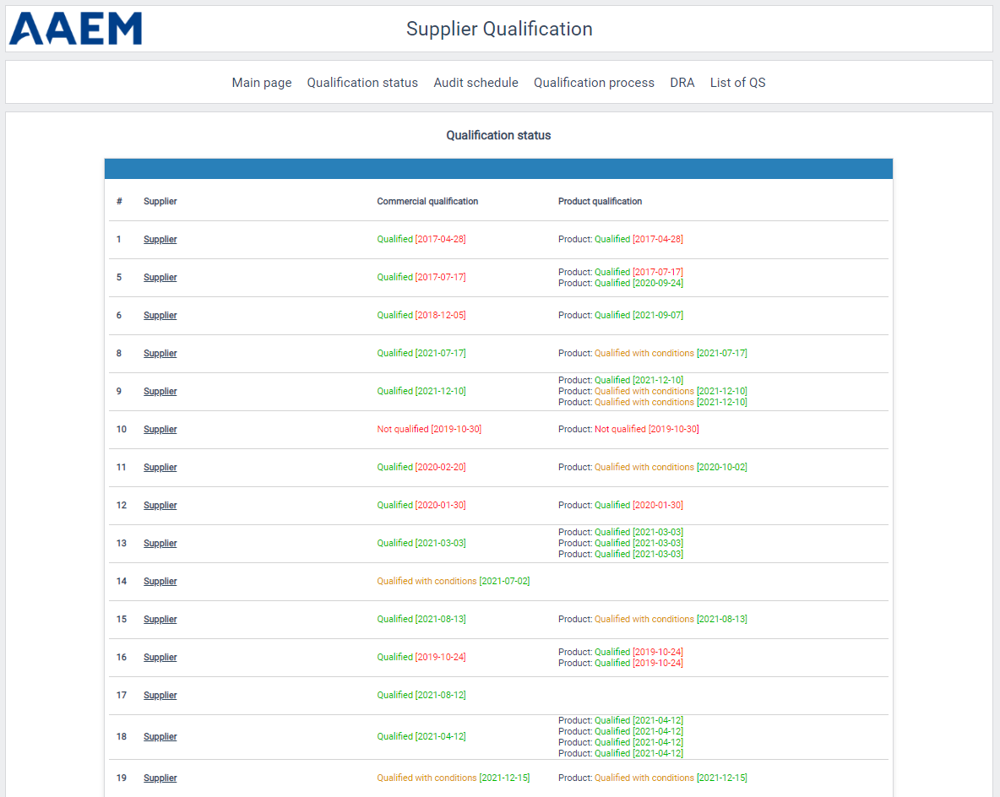 AAEM
Supplier Qualification
Main page Qualification status Audit schedule Qualification process DRA List of QS
Qualification status
# Supplier Commercial qualification Product qualification
1 Supplier Qualified [2017-04-28] Product: Qualified [2017-04-28]
5 Supplier Qualified [2017-07-17] Product: Qualified [2017-07-17]
Product: Qualified [2020-09-24]
6 Supplier Qualified [2018-12-05] Product: Qualified [2021-09-07]
8 Supplier Qualified [2021-07-17] Product: Qualified with conditions [2021-07-17]
9 Supplier Qualified [2021-12-10] Product: Qualified [2021-12-10]
Product: Qualified with conditions [2021-12-10]
Product: Qualified with conditions [2021-12-10]
10 Supplier Not qualified [2019-10-30] Product: Not qualified [2019-10-30]
11 Supplier Qualified [2020-02-20] Product: Qualified with conditions [2020-10-02]
12 Supplier Qualified [2020-01-30] Product: Qualified [2020-01-30]
13 Supplier Qualified [2021-03-03] Product: Qualified [2021-03-03]
Product: Qualified [2021-03-03]
Product: Qualified [2021-03-03]
14 Supplier Qualified with conditions [2021-07-02]
15 Supplier Qualified [2021-08-13] Product: Qualified with conditions [2021-08-13]
16 Supplier Qualified [2019-10-24] Product: Qualified [2019-10-24]
Product: Qualified [2019-10-24]
17 Supplier Qualified [2021-08-12]
18 Supplier Qualified [2021-04-12] Product: Qualified [2021-04-12]
Product: Qualified [2021-04-12]
Product: Qualified [2021-04-12]
Product: Qualified [2021-04-12]
19 Supplier Qualified with conditions [2021-12-15] Product: Qualified with conditions [2021-12-15]